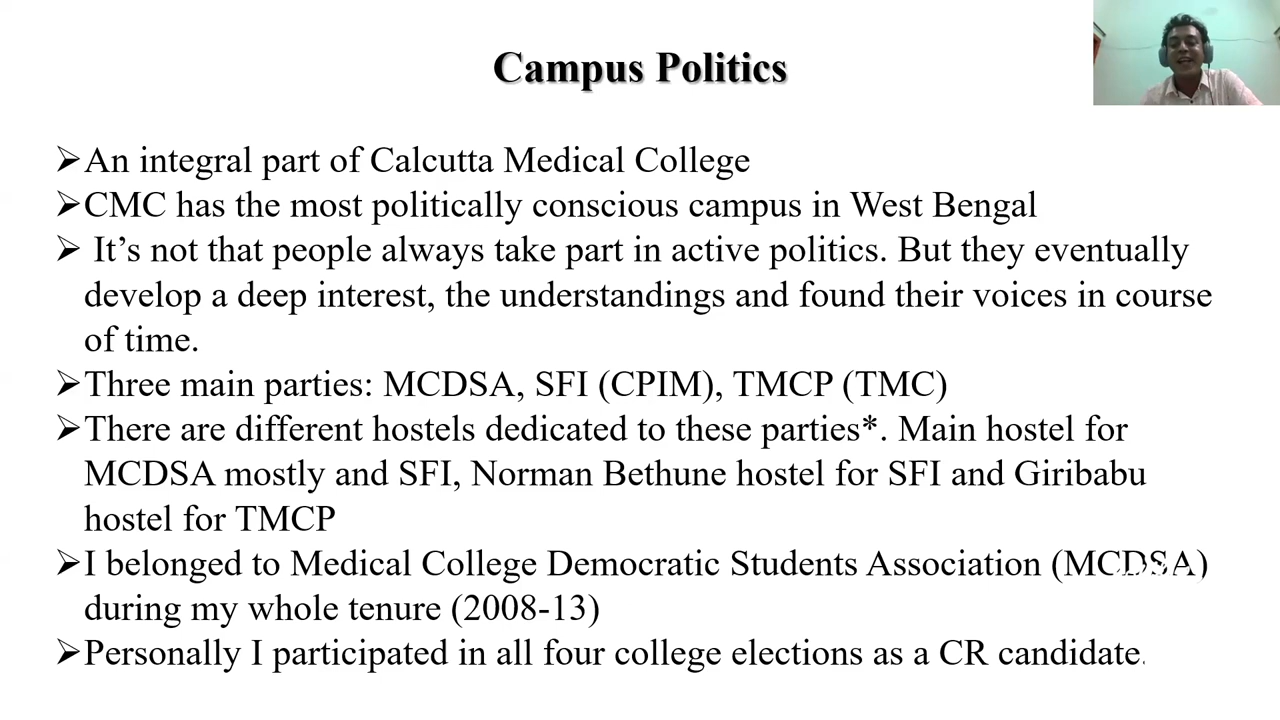 Campus Politics
➢An integral part of Calcutta Medical College
➢CMC has the most politically conscious campus in West Bengal
➢ It’s not that people always take part in active politics. But they eventually
develop a deep interest, the understandings and found their voices in course
of time.
➢Three main parties: MCDSA, SFI (CPIM), TMCP (TMC)
➢There are different hostels dedicated to these parties*. Main hostel for
MCDSA mostly and SFI, Norman Bethune hostel for SFI and Giribabu
hostel for TMCP
➢I belonged to Medical College Democratic Students Association (MCDSA)
during my whole tenure (2008-13)
➢Personally I participated in all four college elections as a CR candidate.